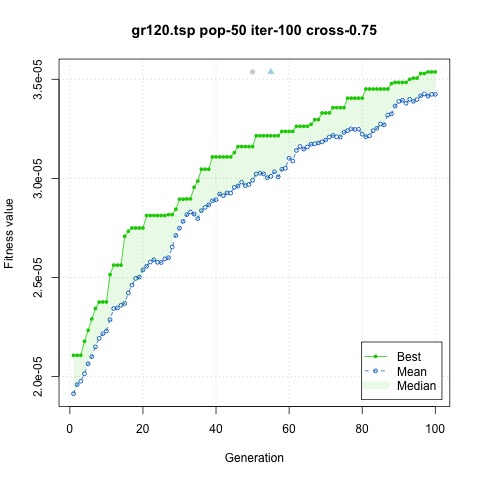 gr120.tsp pop-50 iter-100 cross-0.75
Fitness value
3.5e-05
3.0e-05
2.5e-05
2.0e-05
Best
Mean
Median
0 20 40 60 80 100
Generation